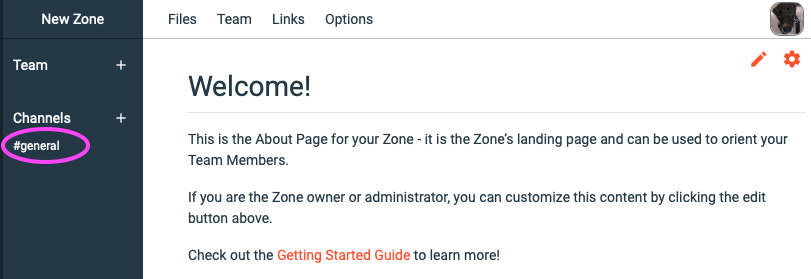 New Zone
Files Team Links Options
Team +
Channels +
#general
Welcome!
This is the About Page for your Zone - it is the Zone’s landing page and can be used to orient your
Team Members.
If you are the Zone owner or administrator, you can customize this content by clicking the edit
button above.
Check out the Getting Started Guide to learn more!